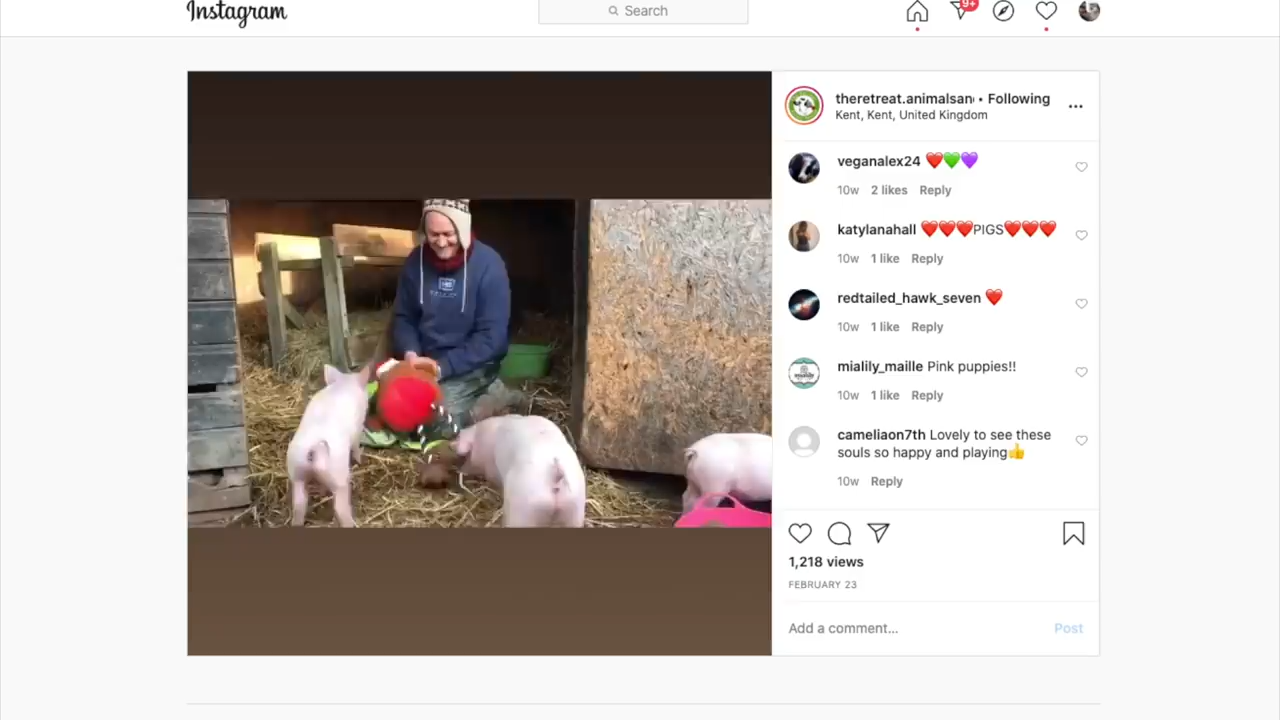 Instagram
Search
9+
theretreat.animalsan • Following
Kent, Kent, United Kingdom
veganalex24 ❤️💚💜
10w 2 likes Reply
katylanahall ❤️❤️❤️PIGS❤️❤️❤️
10w 1 like Reply
redtailed_hawk_seven ❤️
10w 1 like Reply
mialily_maille Pink puppies!!
10w 1 like Reply
cameliaon7th Lovely to see these
souls so happy and playing👍
10w Reply
1,218 views
FEBRUARY 23
Add a comment... Post